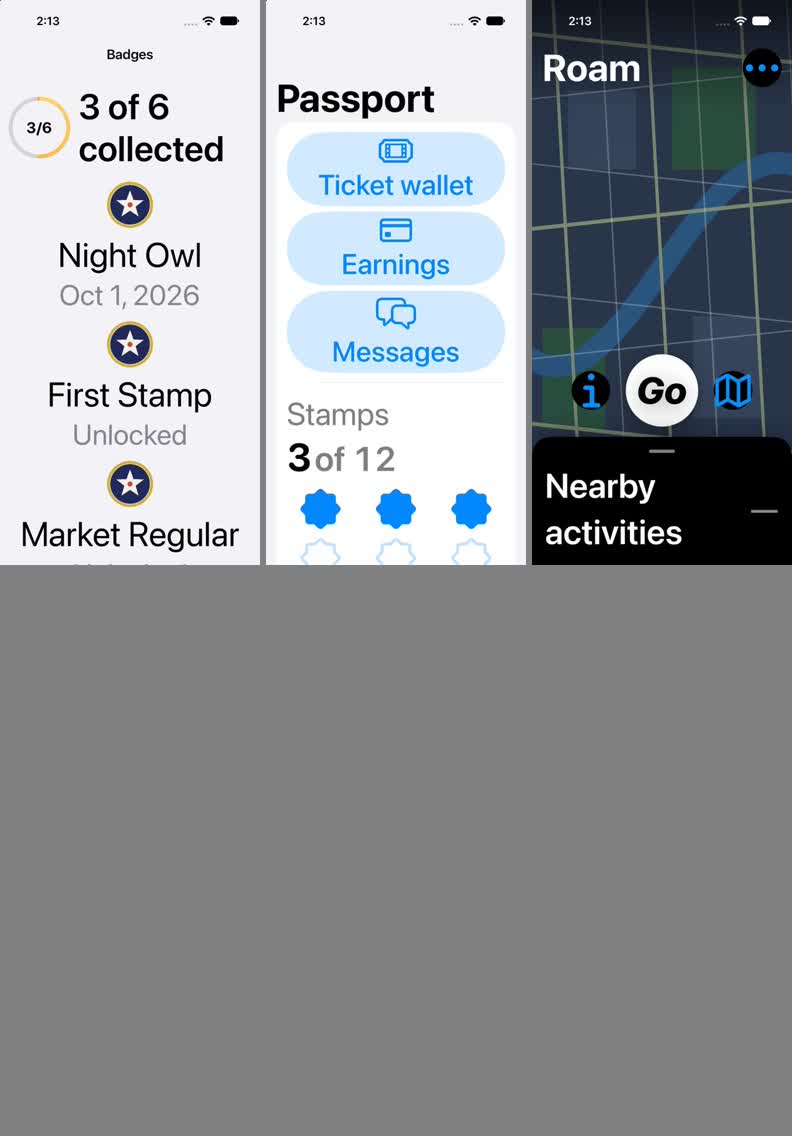 2:13
Badges
3/6
3 of 6
collected
Night Owl
Oct 1, 2026
First Stamp
Unlocked
Market Regular
2:13
Passport
Ticket wallet
Earnings
Messages
Stamps
3 of 12
2:13
Roam
Go
Nearby
activities